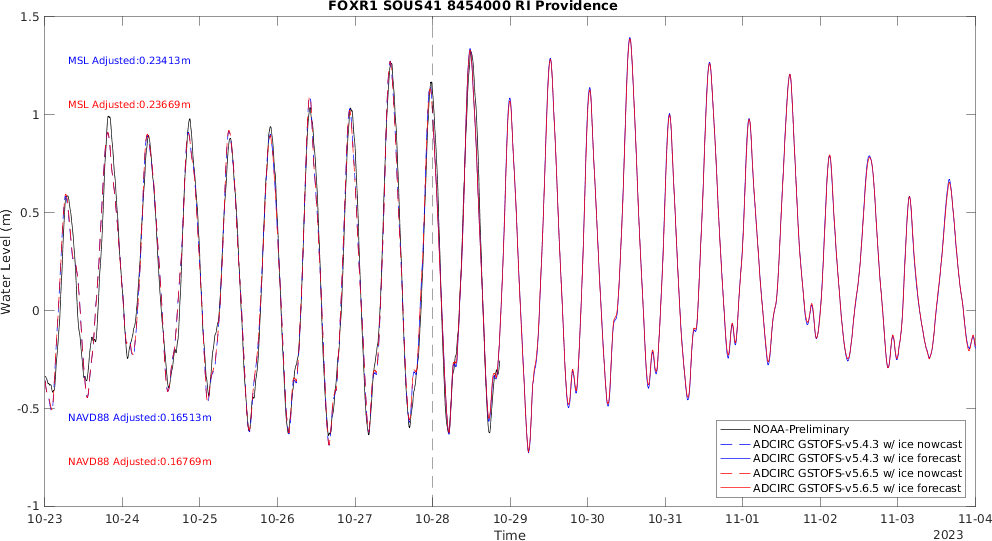 FOXR1 SOUS41 8454000 RI Providence
1.5
1
0.5
0
-0.5
-1
Water Level (m)
MSL Adjusted:0.23413m
MSL Adjusted:0.23669m
NAVD88 Adjusted:0.16513m
NAVD88 Adjusted:0.16769m
NOAA-Preliminary
ADCIRC GSTOFS-v5.4.3 w/ ice nowcast
ADCIRC GSTOFS-v5.4.3 w/ ice forecast
ADCIRC GSTOFS-v5.6.5 w/ ice nowcast
ADCIRC GSTOFS-v5.6.5 w/ ice forecast
10-23 10-24 10-25 10-26 10-27 10-28 10-29 10-30 10-31 11-01 11-02 11-03 11-04
Time
2023